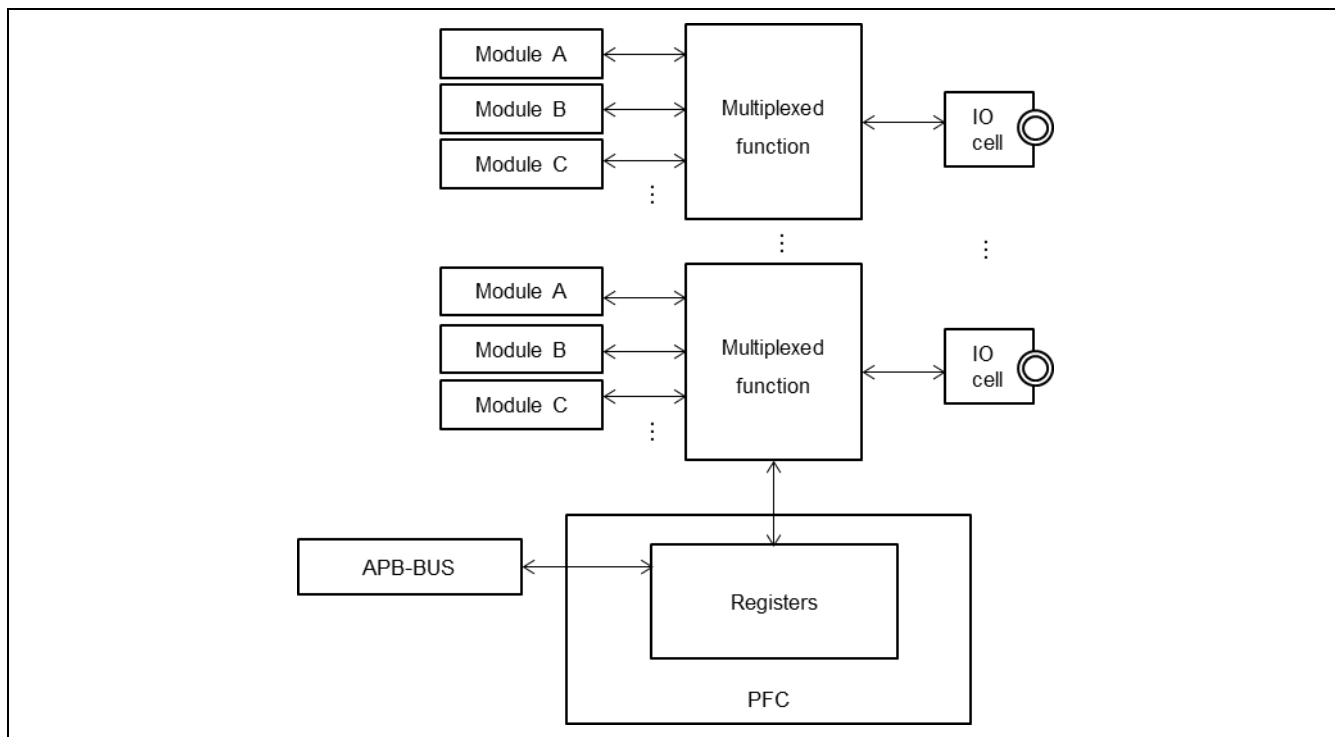 Module A
Module B
Module C
⋮
Multiplexed
function
IO
cell
⋮
⋮
Module A
Module B
Module C
⋮
Multiplexed
function
IO
cell
APB-BUS
Registers
PFC